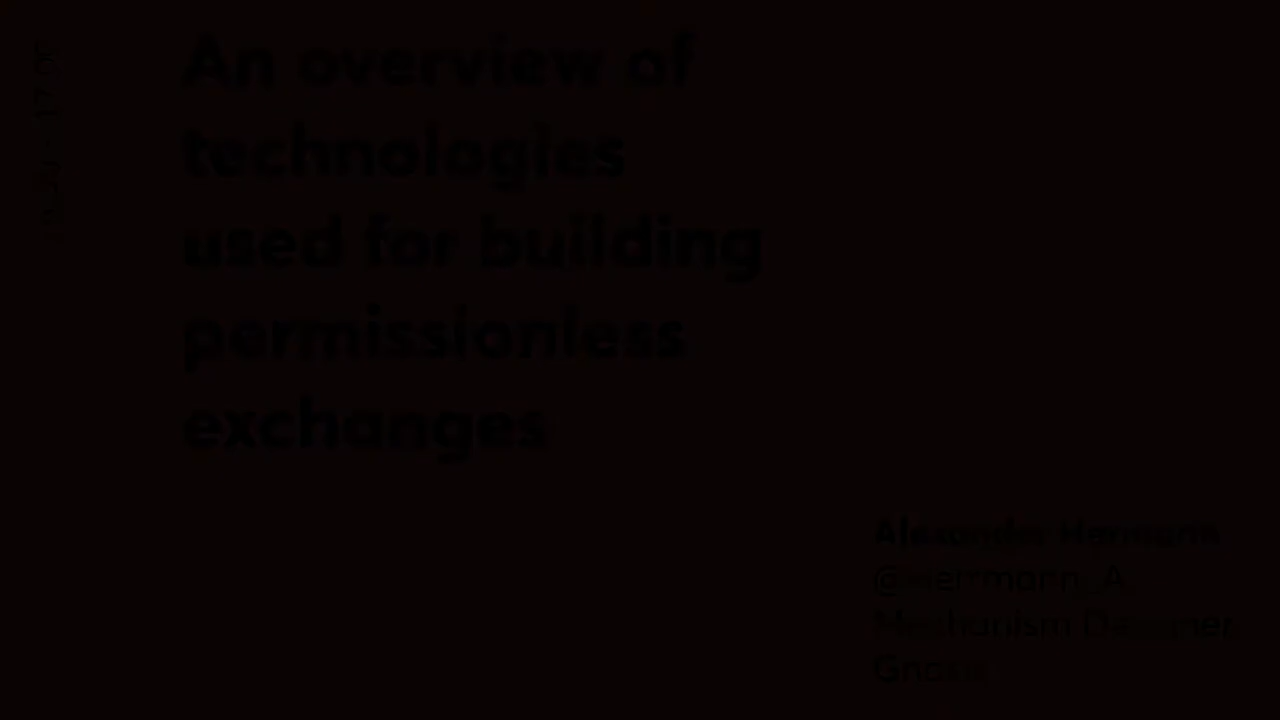 An overview of
technologies
used for building
permissionless
exchanges
Alexander Herrmann
@Herrmann_A
Mechanism Designer
Gnosis